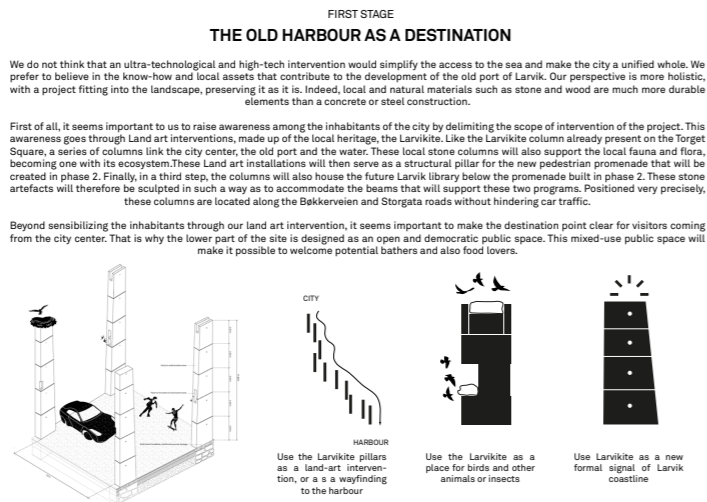 FIRST STAGE
THE OLD HARBOUR AS A DESTINATION
We do not think that an ultra-technological and high-tech intervention would simplify the access to the sea and make the city a unified whole. We
prefer to believe in the know-how and local assets that contribute to the development of the old port of Larvik. Our perspective is more holistic,
with a project fitting into the landscape, preserving it as it is. Indeed, local and natural materials such as stone and wood are much more durable
elements than a concrete or steel construction.
First of all, it seems important to us to raise awareness among the inhabitants of the city by delimiting the scope of intervention of the project. This
awareness goes through Land art interventions, made up of the local heritage, the Larvikite. Like the Larvikite column already present on the Torget
Square, a series of columns link the city center, the old port and the water. These local stone columns will also support the local fauna and flora,
becoming one with its ecosystem.These Land art installations will then serve as a structural pillar for the new pedestrian promenade that will be
created in phase 2. Finally, in a third step, the columns will also house the future Larvik library below the promenade built in phase 2. These stone
artefacts will therefore be sculpted in such a way as to accommodate the beams that will support these two programs. Positioned very precisely,
these columns are located along the Bøkkerveien and Storgata roads without hindering car traffic.
Beyond sensibilizing the inhabitants through our land art intervention, it seems important to make the destination point clear for visitors coming
from the city center. That is why the lower part of the site is designed as an open and democratic public space. This mixed-use public space will
make it possible to welcome potential bathers and also food lovers.
CITY
HARBOUR
Use the Larvikite pillars
as a land-art interven-
tion, or a s a wayfinding
to the harbour
Use the Larvikite as a
place for birds and other
animals or insects
Use Larvikite as a new
formal signal of Larvik
coastline